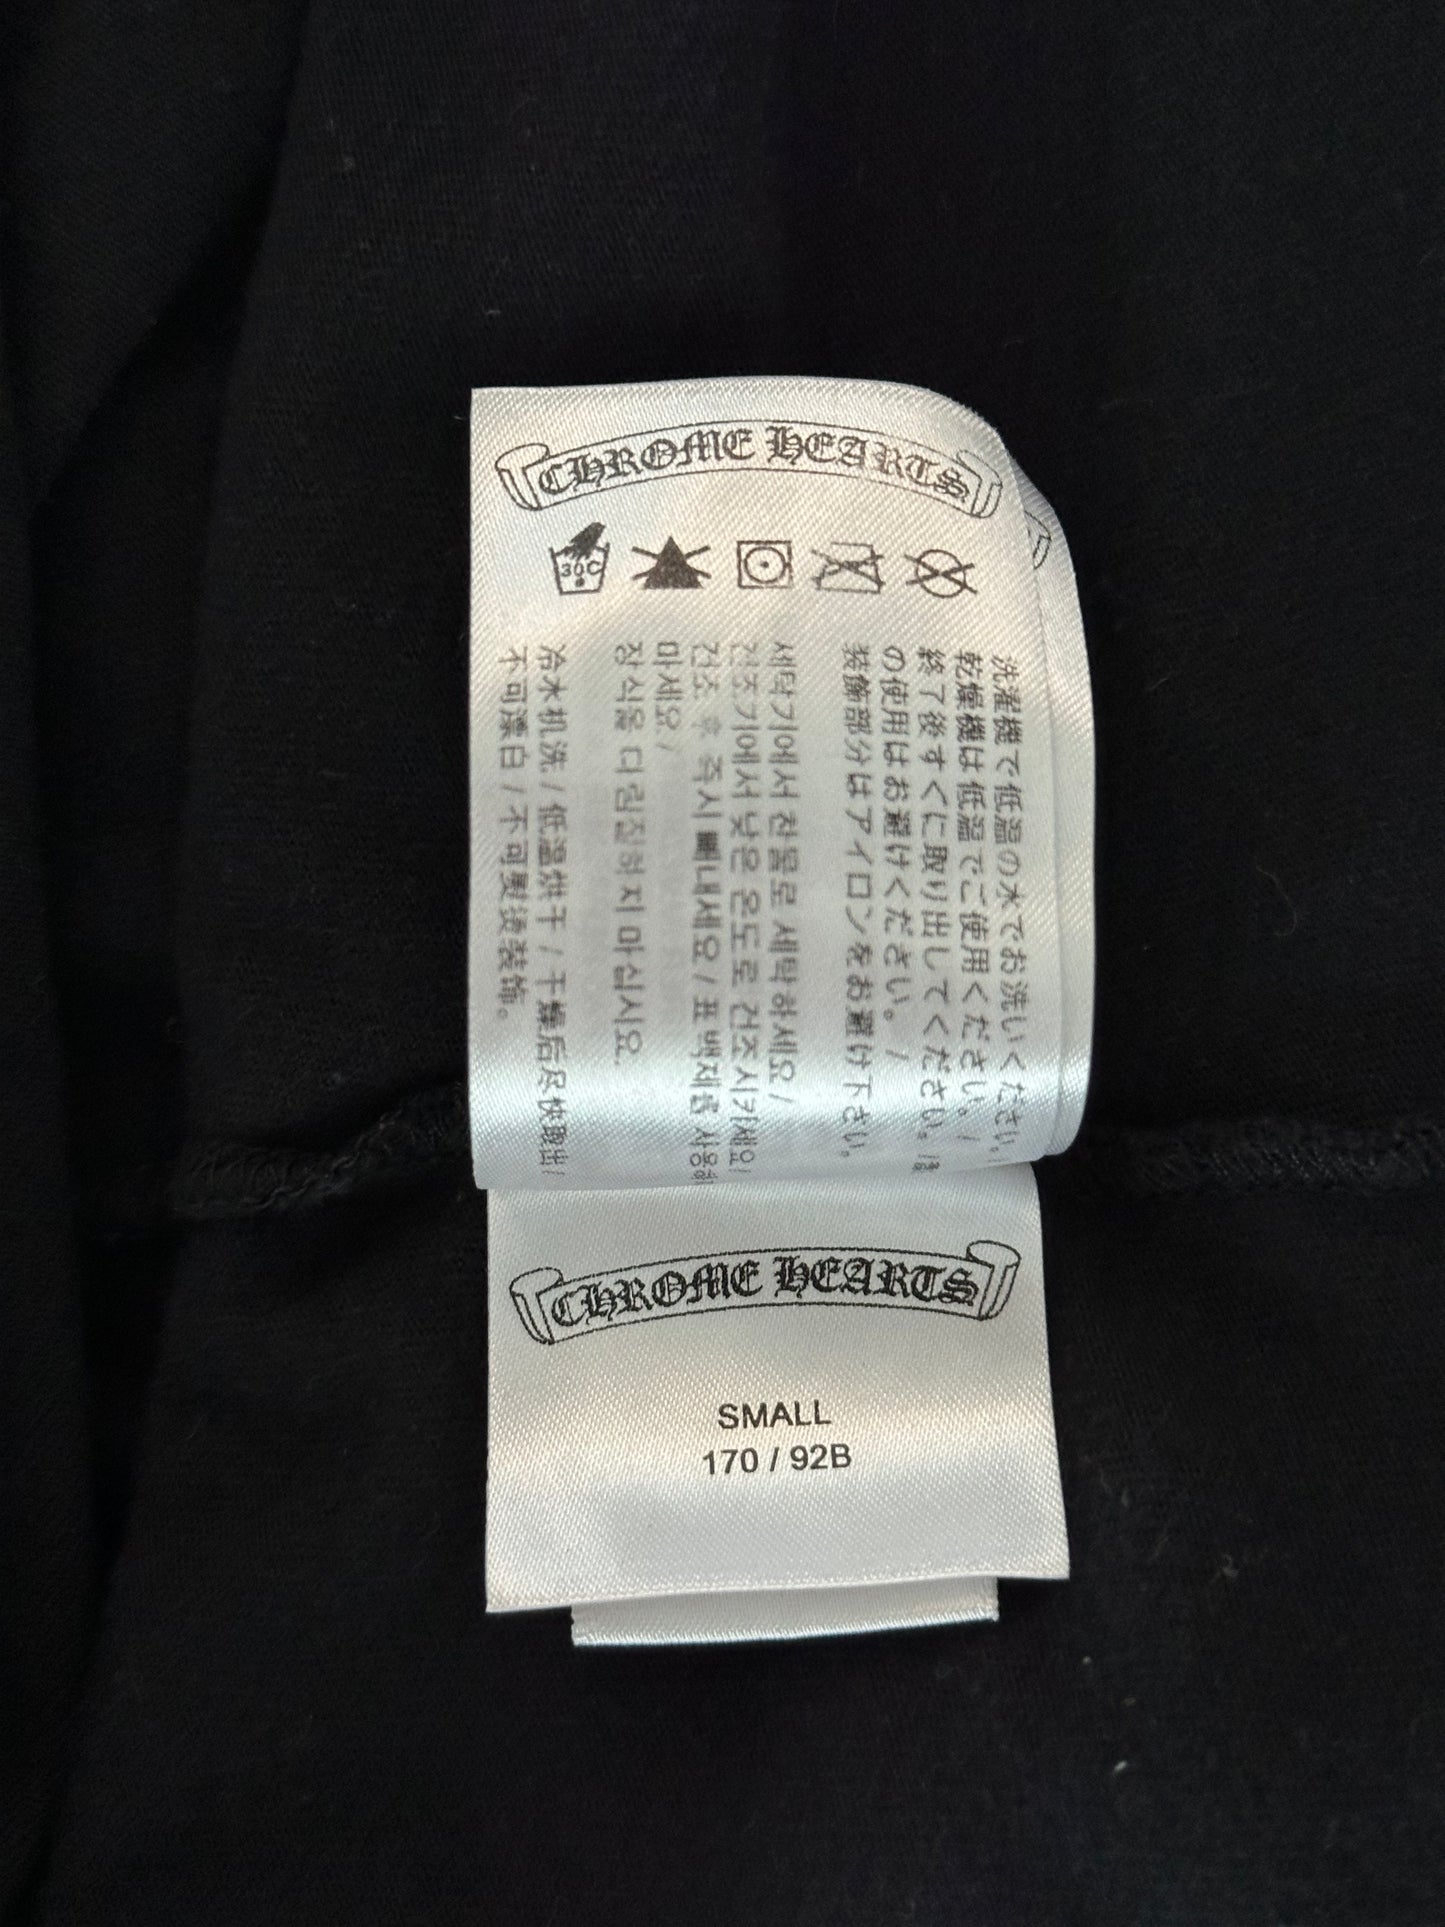 CHROME HEARTS
30C
洗濯機で低温の水でお洗いください。/
乾燥機は低温でご使用ください。/
終了後すぐに取り出してください。/
の使用はお避けください。/
装飾部分はアイロンをお避け下さい。
세탁기에서 찬물로 세탁하세요 /
건조기에서 낮은 온도로 건조시키세요/
건조 후 즉시 빼내세요 / 표백제를 사용하
마세요 /
장식을 다림질하지 마십시요.
冷水机洗 / 低温烘干 / 干燥后尽快取出 /
不可漂白 / 不可熨烫装饰。
CHROME HEARTS
SMALL
170 / 92B